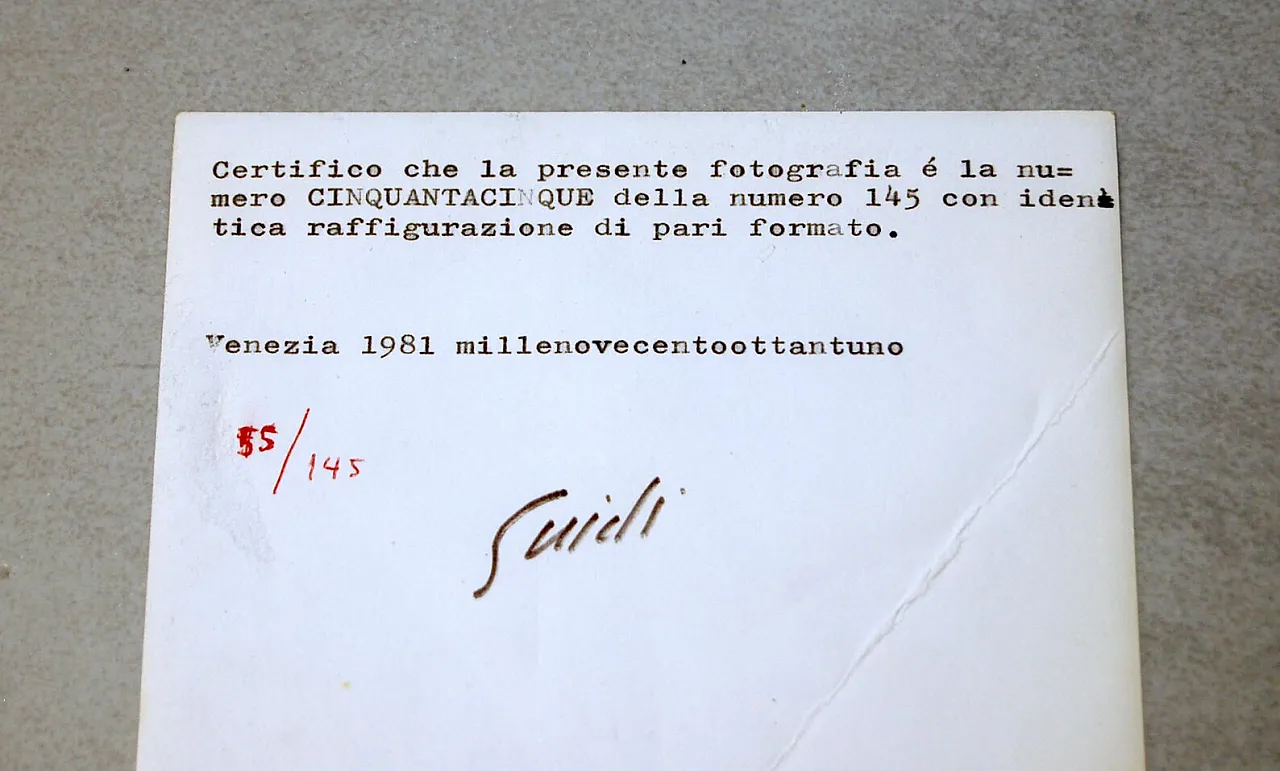 Certifico che la presente fotografia é la nu=
mero CINQUANTACINQUE della numero 145 con iden
tica raffigurazione di pari formato.
Venezia 1981 millenovecentoottantuno
55/145
Guidi